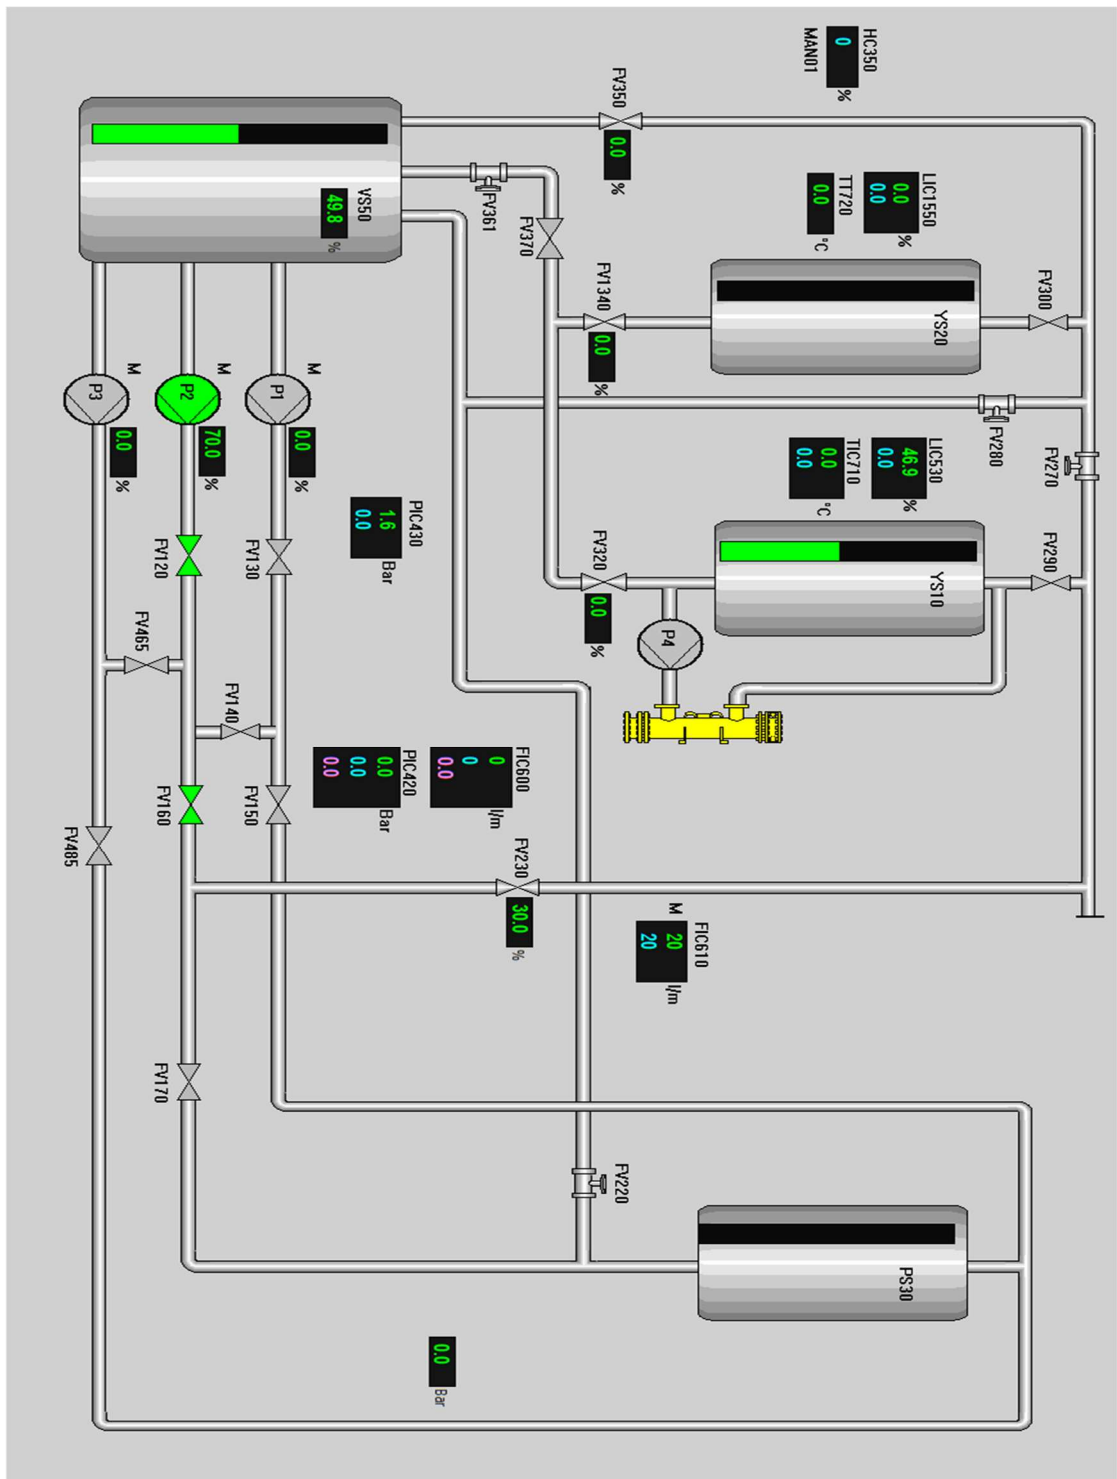 HC350
0
%
MAN01
FV350
0.0
%
VS50
49.8
%
FV361
FV370
LIC1550
0.0
0.0
%
TT720
0.0
°C
YS20
FV300
FV1340
0.0
%
FV280
FV270
LIC530
46.9
0.0
%
TIC710
0.0
0.0
°C
YS10
FV290
FV320
0.0
%
P4
M
P1
0.0
%
M
P2
70.0
%
M
P3
0.0
%
PIC430
1.6
0.0
Bar
FV130
FV120
FV465
FV140
FV150
FV160
FV485
FIC600
0
0
0.0
l/m
PIC420
0.0
0.0
0.0
Bar
FV230
30.0
%
FIC610
M
20
20
l/m
FV170
FV220
PS30
0.0
Bar